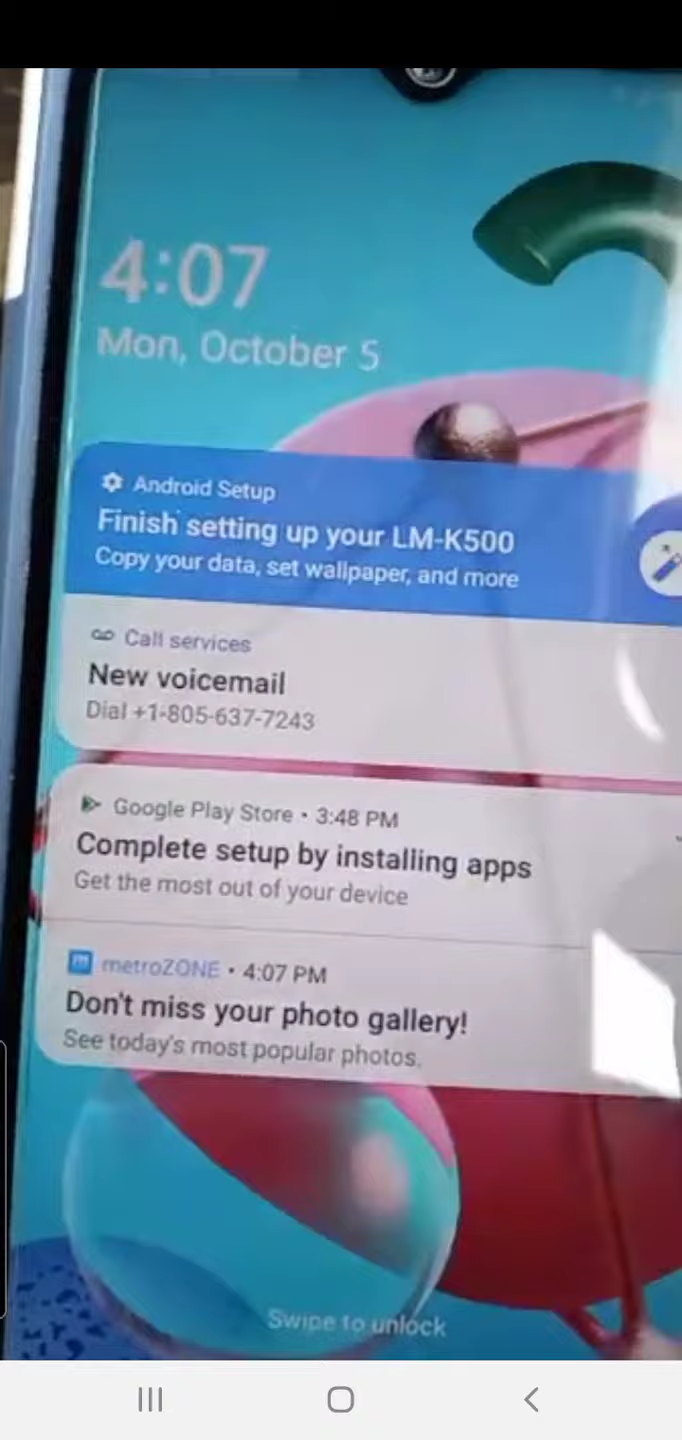 4:07
Mon, October 5
Android Setup
Finish setting up your LM-K500
Copy your data, set wallpaper, and more
Call services
New voicemail
Dial +1-805-637-7243
Google Play Store • 3:48 PM
Complete setup by installing apps
Get the most out of your device
metroZONE • 4:07 PM
Don't miss your photo gallery!
See today's most popular photos.
Swipe to unlock